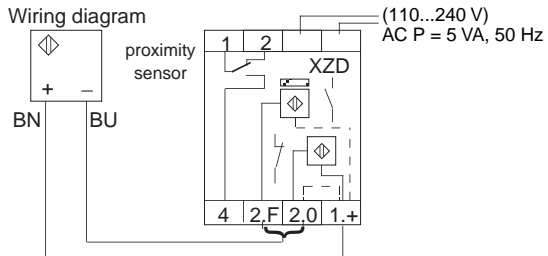 Wiring diagram
+ –
BN BU
proximity
sensor
1 2
XZD
4 2.F 2.0 1.+
(110...240 V)
AC P = 5 VA, 50 Hz